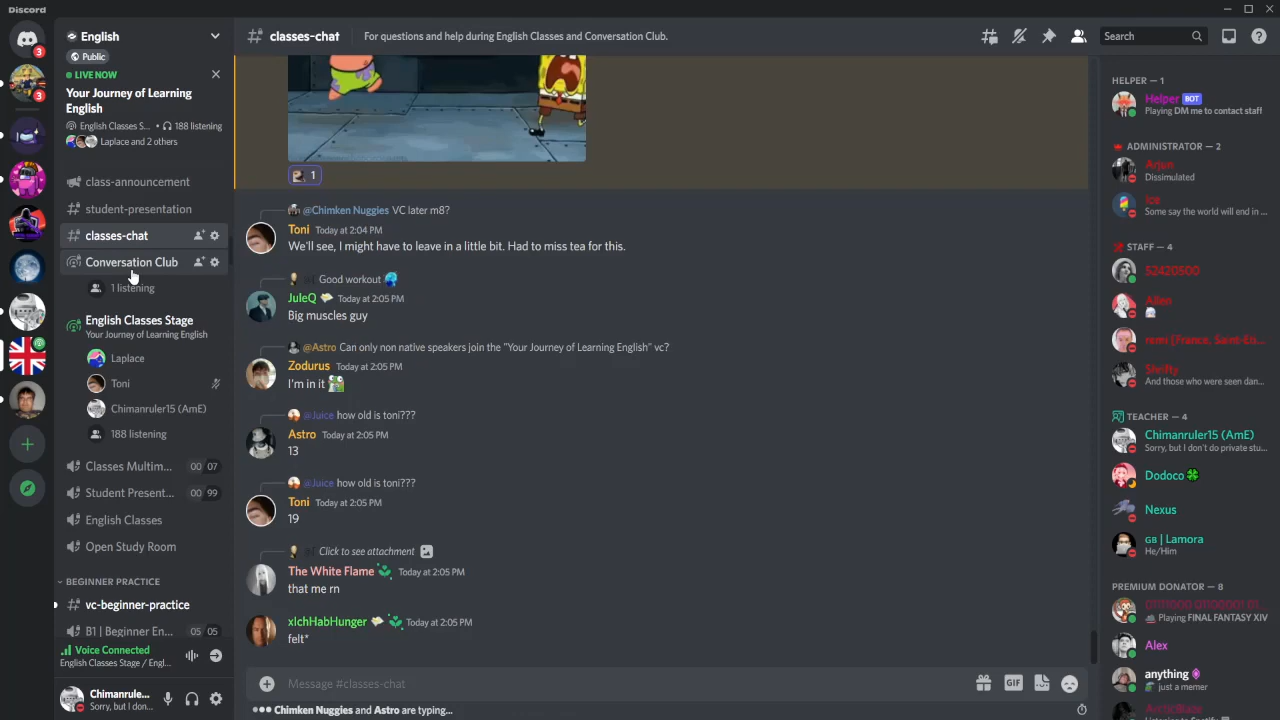 Discord
English
Public
LIVE NOW
Your Journey of Learning
English
English Classes S... • 188 listening
Laplace and 2 others
class-announcement
student-presentation
classes-chat
Conversation Club
1 listening
English Classes Stage
Your Journey of Learning English
Laplace
Toni
Chimanruler15 (AmE)
188 listening
Classes Multim... 00 07
Student Present... 00 99
English Classes
Open Study Room
BEGINNER PRACTICE
vc-beginner-practice
B1 | Beginner En... 05 05
Voice Connected
English Classes Stage / Engl...
Chimanrule...
Sorry, but I don...
3
3
classes-chat For questions and help during English Classes and Conversation Club.
Search
1
@Chimken Nuggies VC later m8?
Toni Today at 2:04 PM
We'll see, I might have to leave in a little bit. Had to miss tea for this.
Good workout
JuleQ Today at 2:05 PM
Big muscles guy
@Astro Can only non native speakers join the "Your Journey of Learning English" vc?
Zodurus Today at 2:05 PM
I'm in it
@Juice how old is toni???
Astro Today at 2:05 PM
13
@Juice how old is toni???
Toni Today at 2:05 PM
19
Click to see attachment
The White Flame Today at 2:05 PM
that me rn
xIchHabHunger Today at 2:05 PM
felt*
Message #classes-chat
GIF
Chimken Nuggies and Astro are typing...
HELPER — 1
Helper BOT
Playing DM me to contact staff
ADMINISTRATOR — 2
Arjun
Dissimulated
Ice
Some say the world will end in ...
STAFF — 4
52420500
Alien
remi [France, Saint-Ét...
Shrifty
And those who were seen dan...
TEACHER — 4
Chimanruler15 (AmE)
Sorry, but I don't do private stu...
Dodoco
Nexus
GB | Lamora
He/Him
PREMIUM DONATOR — 8
Playing FINAL FANTASY XIV
Alex
anything
just a memer
ArcticBlaze